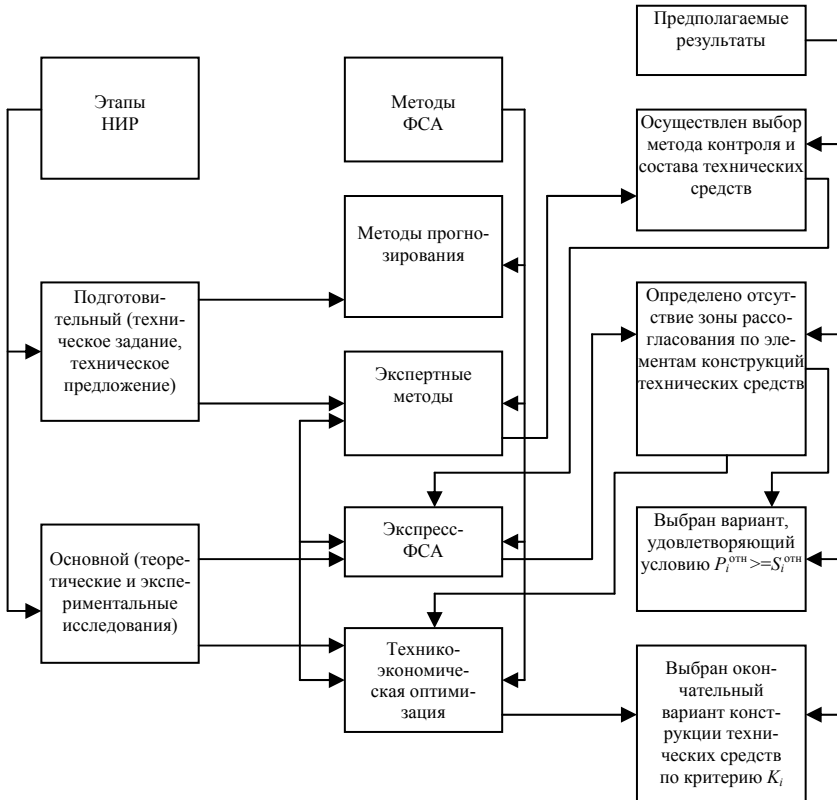 Предполагаемые
результаты
Этапы
НИР
Методы
ФСА
Осуществлен выбор
метода контроля и
состава технических
средств
Методы прогно-
зирования
Подготови-
тельный (техни-
ческое задание,
техническое
предложение)
Определено отсут-
ствие зоны рассо-
гласования по эле-
ментам конструкций
технических средств
Экспертные
методы
Экспресс-
ФСА
Выбран вариант,
удовлетворяющий
условию Pᵢᵒᵗʰ >=Sᵢᵒᵗʰ
Основной (теоре-
тические и экспе-
риментальные
исследования)
Технико-
экономиче-
ская оптими-
зация
Выбран окон-
чательный
вариант конст-
рукции техни-
ческих средств
по критерию Kᵢ